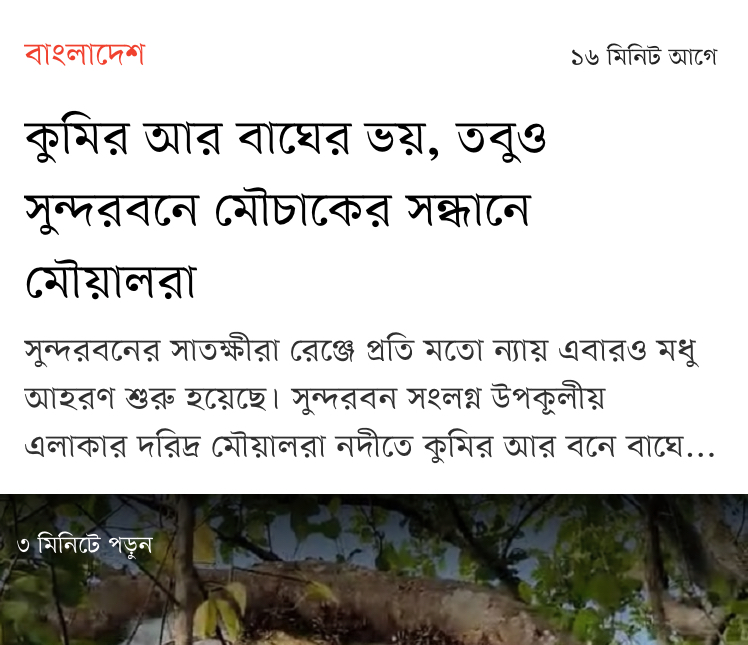 বাংলাদেশ
১৬ মিনিট আগে
কুমির আর বাঘের ভয়, তবুও
সুন্দরবনে মৌচাকের সন্ধানে
মৌয়ালরা
সুন্দরবনের সাতক্ষীরা রেঞ্জে প্রতি মতো ন্যায় এবারও মধু
আহরণ শুরু হয়েছে। সুন্দরবন সংলগ্ন উপকূলীয়
এলাকার দরিদ্র মৌয়ালরা নদীতে কুমির আর বনে বাঘে...
৩ মিনিটে পড়ুন